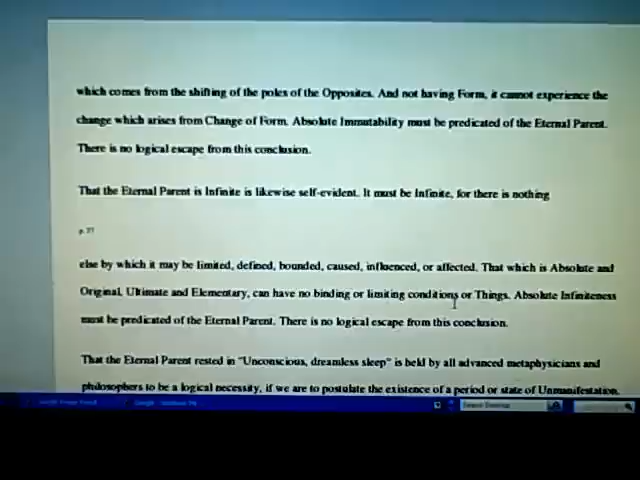 which comes from the shifting of the poles of the Opposites. And not having Form, it cannot experience the
change which arises from Change of Form. Absolute Immutability must be predicated of the Eternal Parent.
There is no logical escape from this conclusion.
That the Eternal Parent is Infinite is likewise self-evident. It must be Infinite, for there is nothing
else by which it may be limited, defined, bounded, caused, influenced, or affected. That which is Absolute and
Original, Ultimate and Elementary, can have no binding or limiting conditions or Things. Absolute Infiniteness
must be predicated of the Eternal Parent. There is no logical escape from this conclusion.
That the Eternal Parent rested in "Unconscious, dreamless sleep" is held by all advanced metaphysicians and
philosophers to be a logical necessity, if we are to postulate the existence of a period or state of Unmanifestation.
Google
Search Desktop